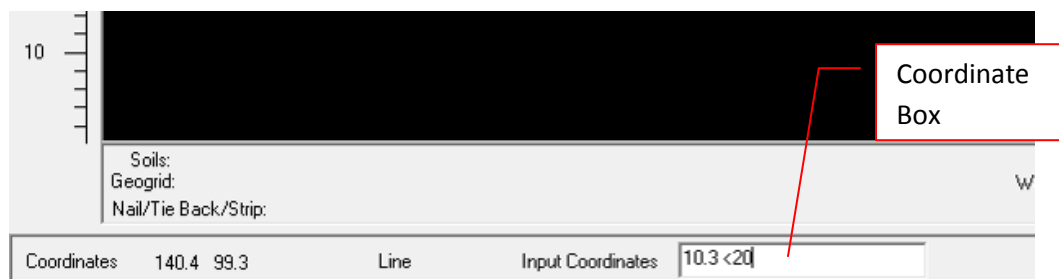 10
Coordinate
Box
Soils:
Geogrid:
W
Nail/Tie Back/Strip:
Coordinates 140.4 99.3 Line Input Coordinates 10.3 <20